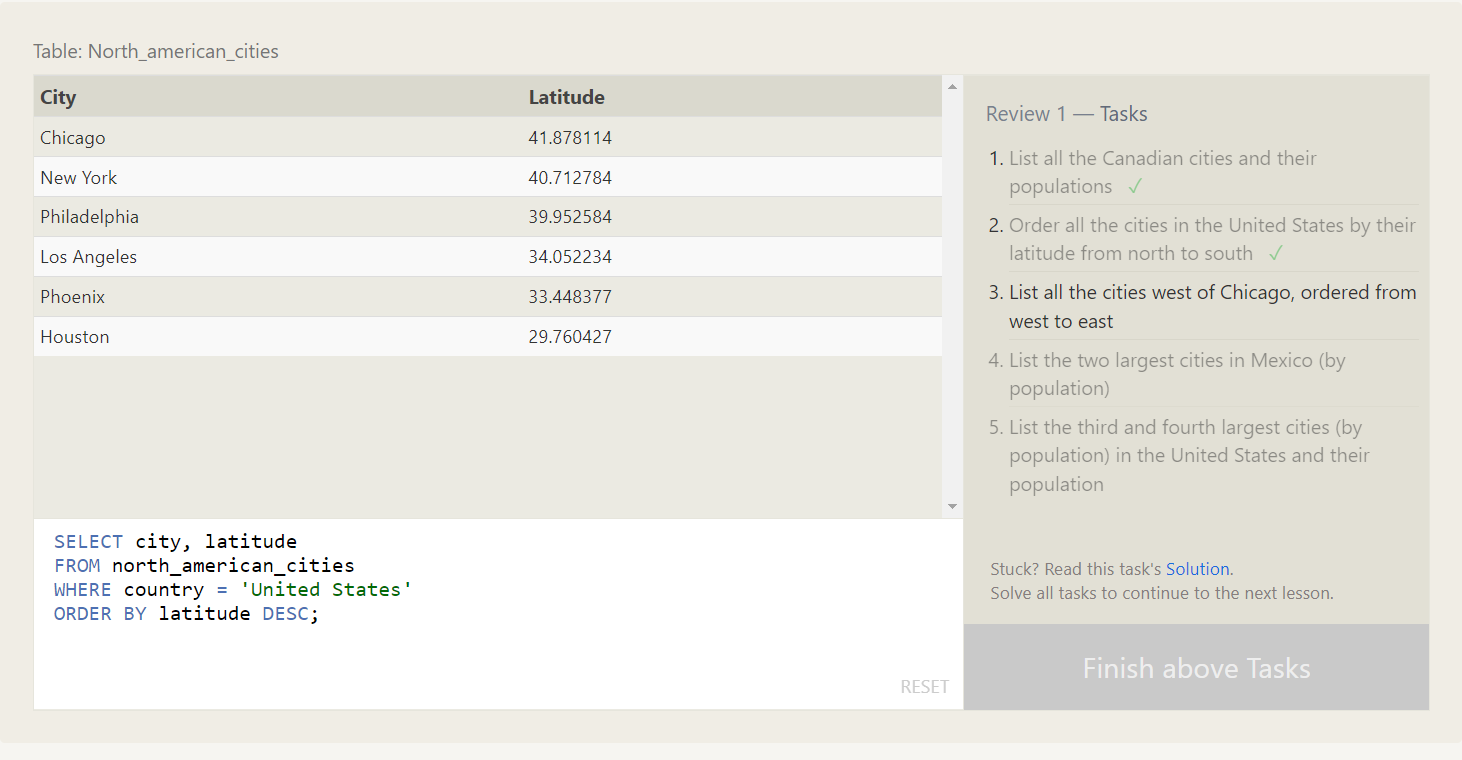 Table: North_american_cities
City Latitude
Chicago 41.878114
New York 40.712784
Philadelphia 39.952584
Los Angeles 34.052234
Phoenix 33.448377
Houston 29.760427
SELECT city, latitude
FROM north_american_cities
WHERE country = 'United States'
ORDER BY latitude DESC;
RESET
Review 1 — Tasks
1. List all the Canadian cities and their
populations ✓
2. Order all the cities in the United States by their
latitude from north to south ✓
3. List all the cities west of Chicago, ordered from
west to east
4. List the two largest cities in Mexico (by
population)
5. List the third and fourth largest cities (by
population) in the United States and their
population
Stuck? Read this task's Solution.
Solve all tasks to continue to the next lesson.
Finish above Tasks